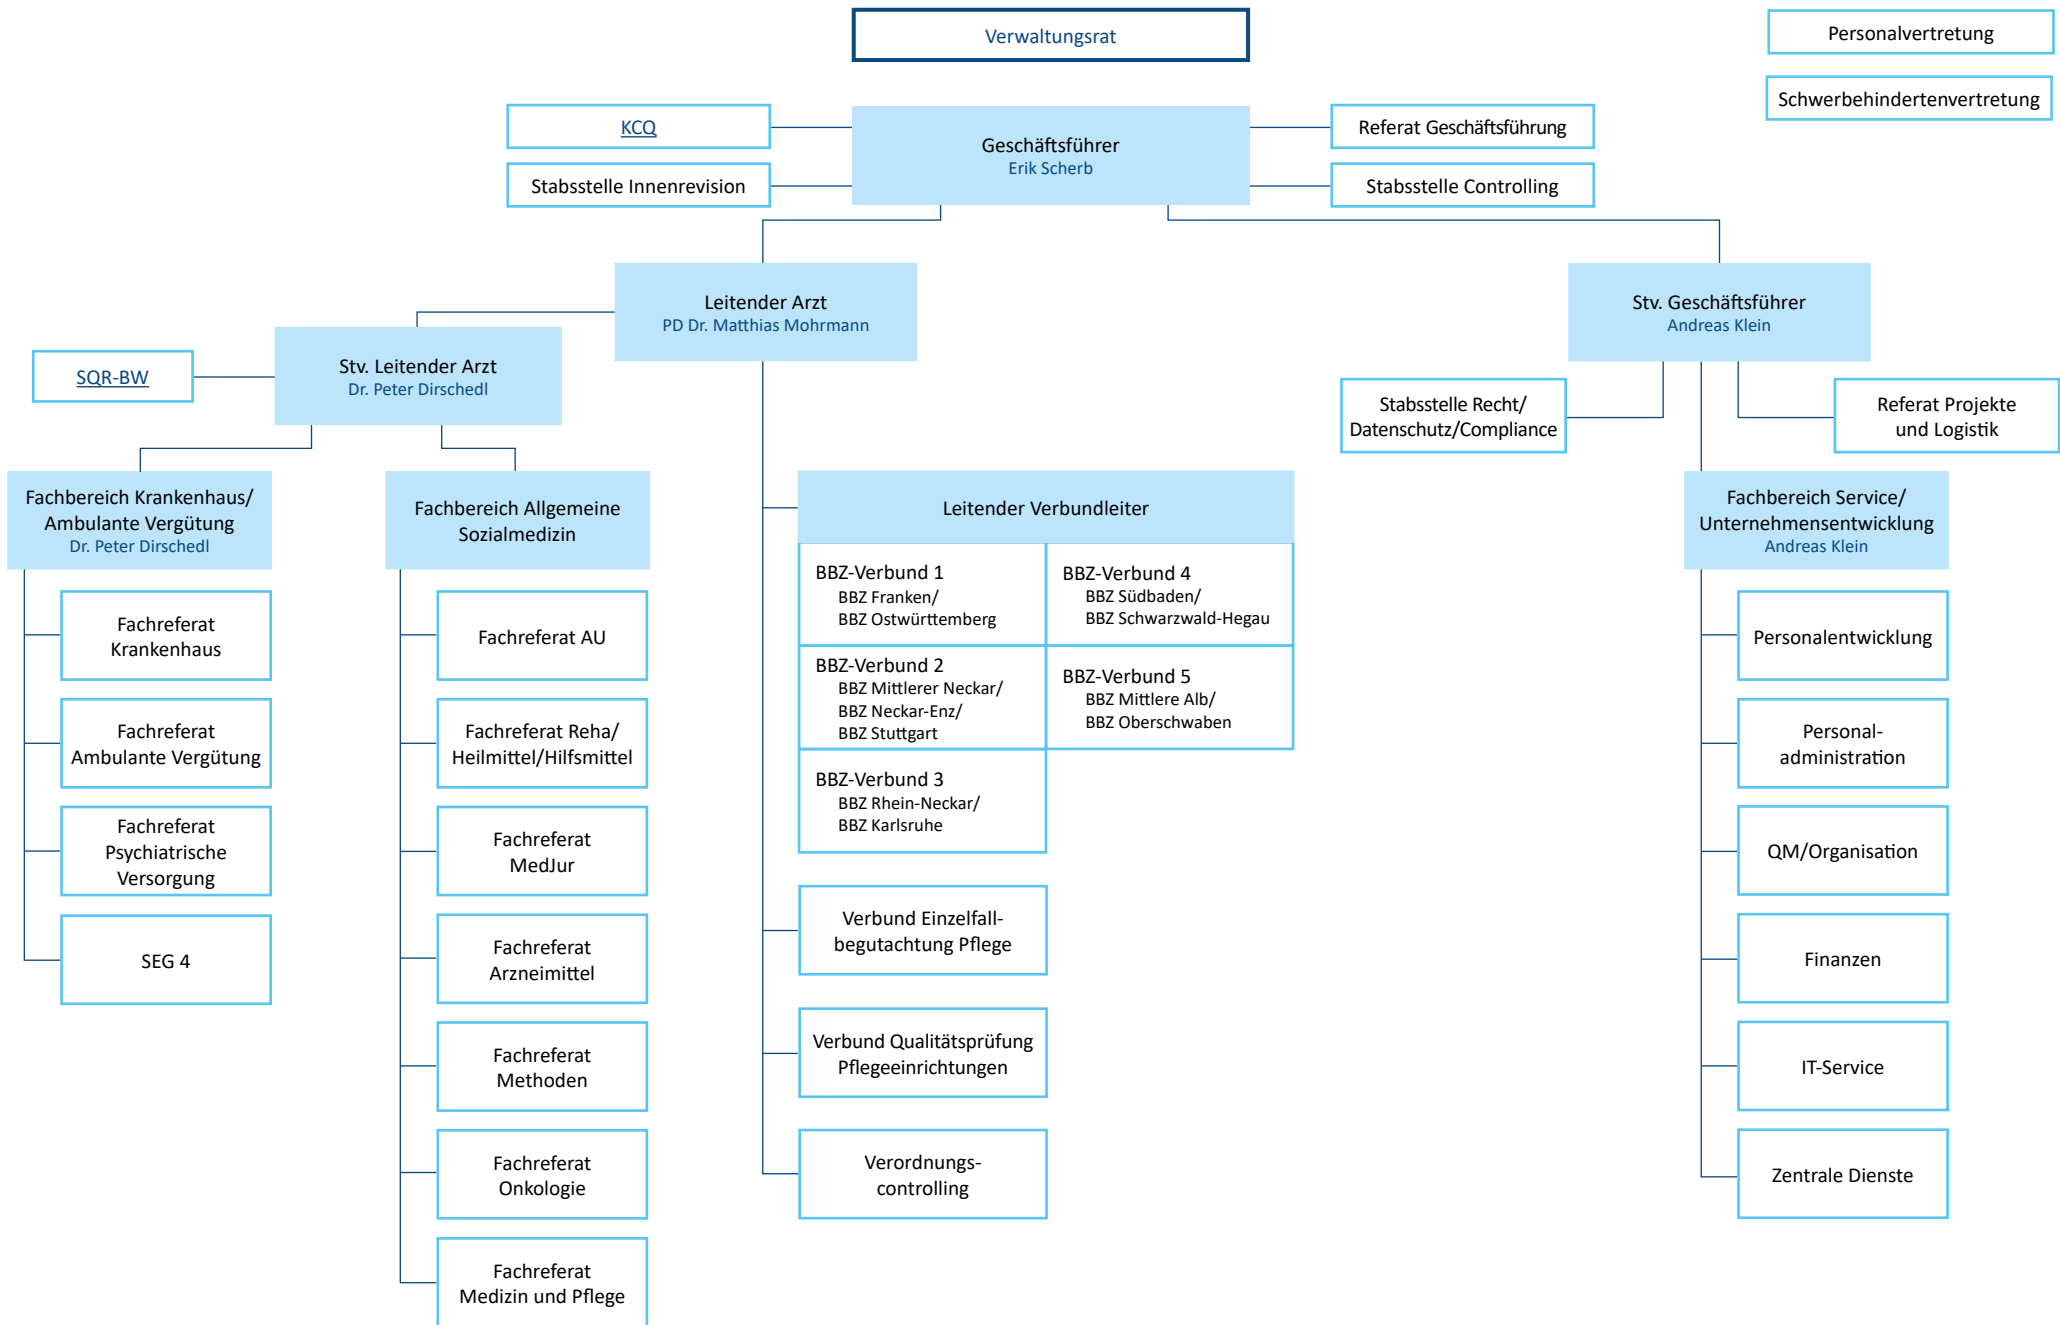 Verwaltungsrat
Personalvertretung
Schwerbehindertenvertretung
KCQ
Stabsstelle Innenrevision
Geschäftsführer
Erik Scherb
Referat Geschäftsführung
Stabsstelle Controlling
Leitender Arzt
PD Dr. Matthias Mohrmann
Stv. Geschäftsführer
Andreas Klein
SQR-BW
Stv. Leitender Arzt
Dr. Peter Dirschedl
Stabsstelle Recht/
Datenschutz/Compliance
Referat Projekte
und Logistik
Fachbereich Krankenhaus/
Ambulante Vergütung
Dr. Peter Dirschedl
Fachreferat
Krankenhaus
Fachreferat
Ambulante Vergütung
Fachreferat
Psychiatrische
Versorgung
SEG 4
Fachbereich Allgemeine
Sozialmedizin
Fachreferat AU
Fachreferat Reha/
Heilmittel/Hilfsmittel
Fachreferat
MedJur
Fachreferat
Arzneimittel
Fachreferat
Methoden
Fachreferat
Onkologie
Fachreferat
Medizin und Pflege
Leitender Verbundleiter
BBZ-Verbund 1
BBZ Franken/
BBZ Ostwürttemberg
BBZ-Verbund 2
BBZ Mittlerer Neckar/
BBZ Neckar-Enz/
BBZ Stuttgart
BBZ-Verbund 3
BBZ Rhein-Neckar/
BBZ Karlsruhe
BBZ-Verbund 4
BBZ Südbaden/
BBZ Schwarzwald-Hegau
BBZ-Verbund 5
BBZ Mittlere Alb/
BBZ Oberschwaben
Verbund Einzelfall-
begutachtung Pflege
Verbund Qualitätsprüfung
Pflegeeinrichtungen
Verordnungs-
controlling
Fachbereich Service/
Unternehmensentwicklung
Andreas Klein
Personalentwicklung
Personal-
administration
QM/Organisation
Finanzen
IT-Service
Zentrale Dienste